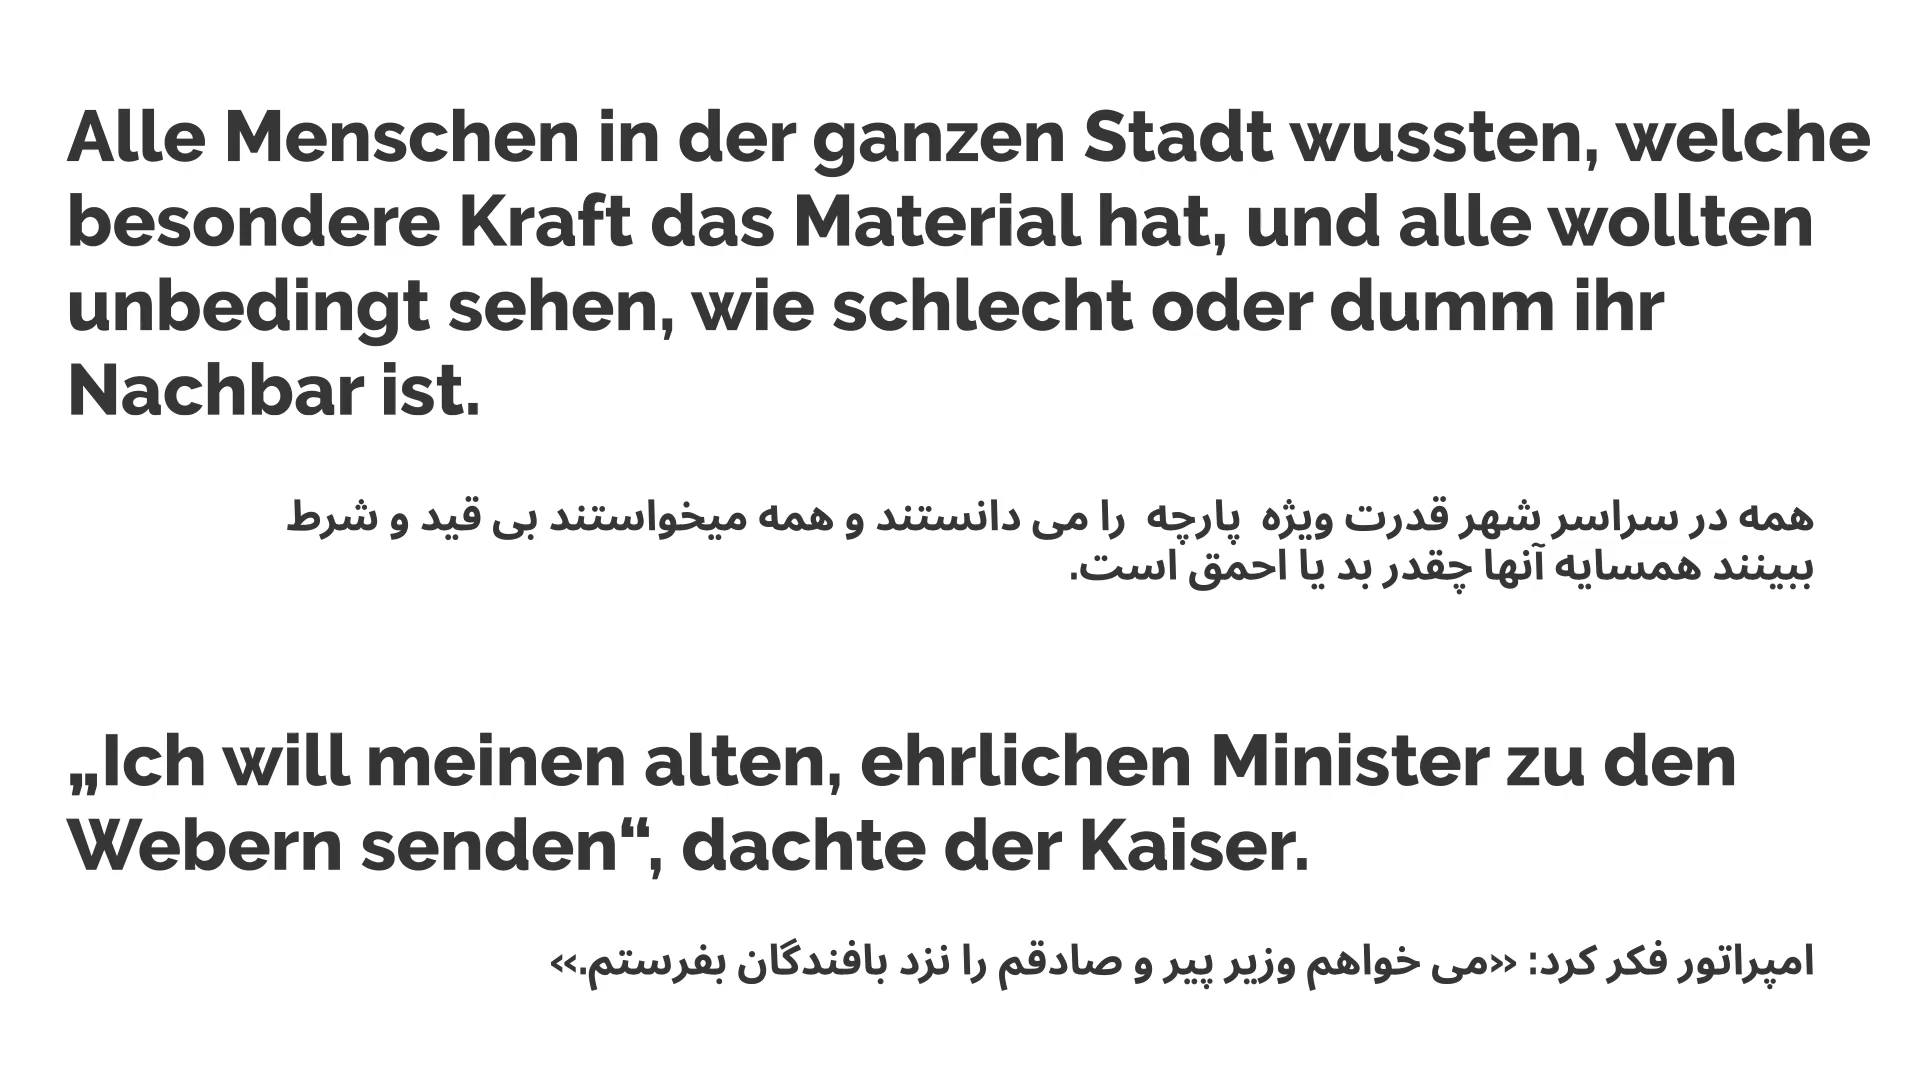 Alle Menschen in der ganzen Stadt wussten, welche
besondere Kraft das Material hat, und alle wollten
unbedingt sehen, wie schlecht oder dumm ihr
Nachbar ist.
همه در سراسر شهر قدرت ویژه  پارچه  را می دانستند و همه میخواستند بی قید و شرط
ببینند همسایه آنها چقدر بد یا احمق است.
„Ich will meinen alten, ehrlichen Minister zu den
Webern senden“, dachte der Kaiser.
امپراتور فکر کرد: «می خواهم وزیر پیر و صادقم را نزد بافندگان بفرستم.»